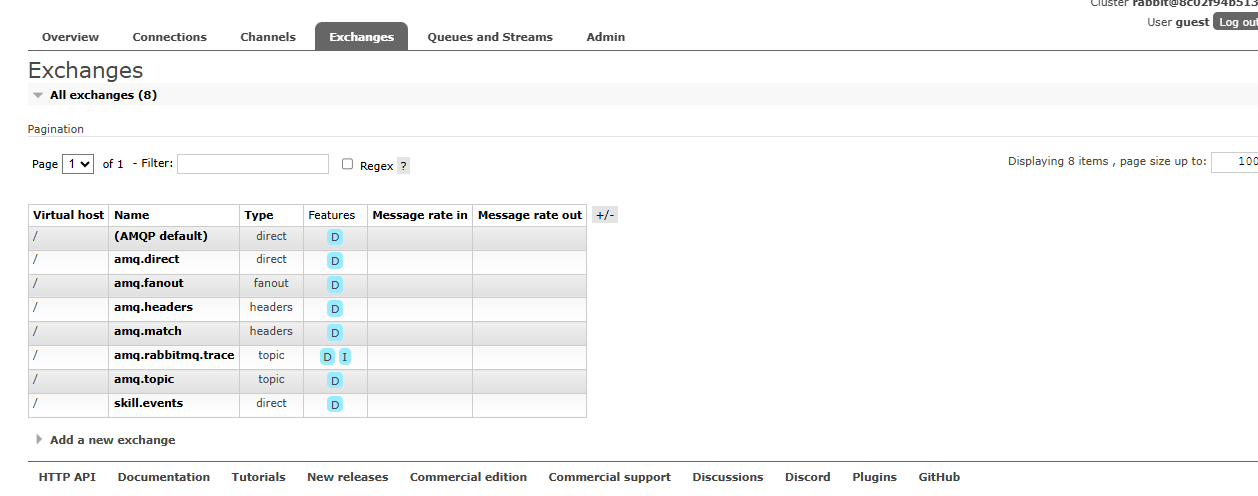 Cluster rabbit@8c02f94b513
User guest Log out
Overview Connections Channels Exchanges Queues and Streams Admin
Exchanges
All exchanges (8)
Pagination
Page 1 of 1 - Filter: Regex ?
Displaying 8 items , page size up to: 100
Virtual host Name Type Features Message rate in Message rate out +/-
/ (AMQP default) direct D
/ amq.direct direct D
/ amq.fanout fanout D
/ amq.headers headers D
/ amq.match headers D
/ amq.rabbitmq.trace topic D I
/ amq.topic topic D
/ skill.events direct D
Add a new exchange
HTTP API Documentation Tutorials New releases Commercial edition Commercial support Discussions Discord Plugins GitHub